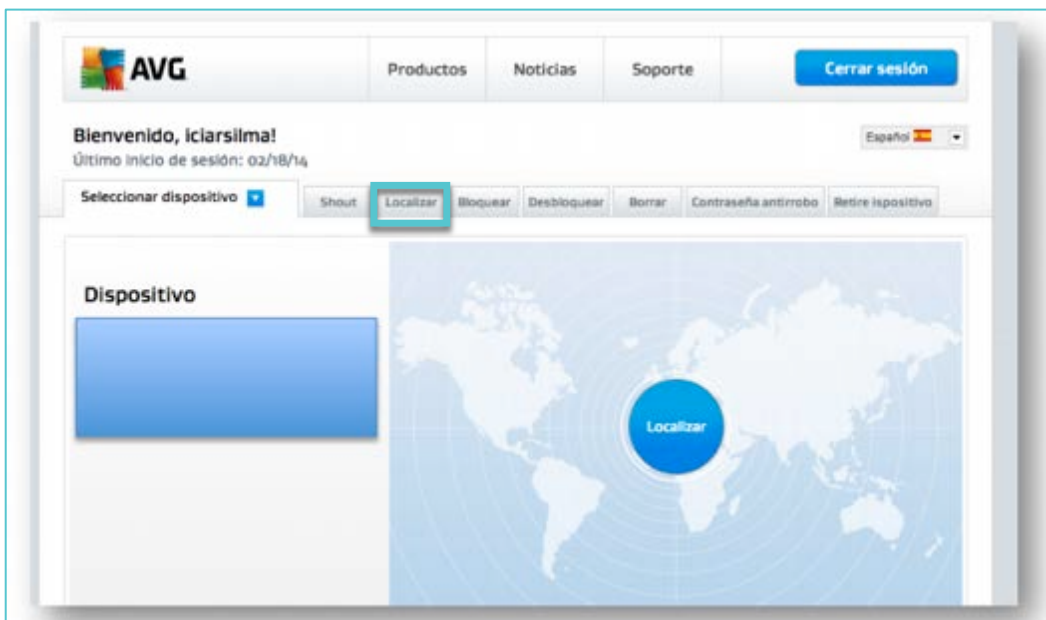 AVG
Productos Noticias Soporte Cerrar sesión
Bienvenido, iciarsilma!
Español
Último inicio de sesión: 02/18/14
Seleccionar dispositivo Shout Localizar Bloquear Desbloquear Borrar Contraseña antirrobo Retire ispositivo
Dispositivo
Localizar